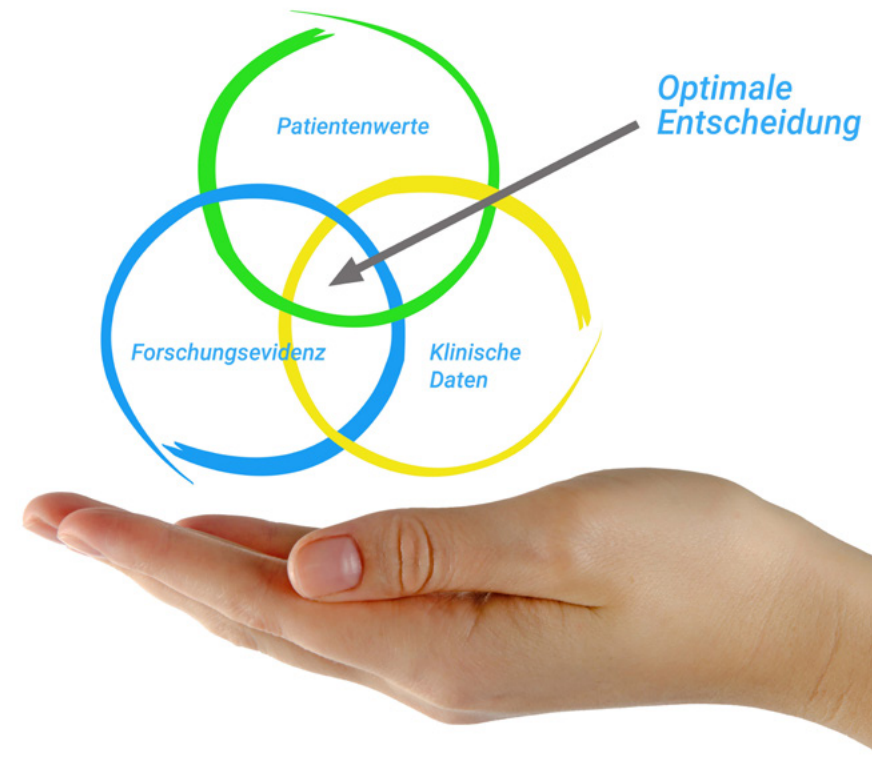 Optimale
Entscheidung
Patientenwerte
Forschungsevidenz
Klinische
Daten